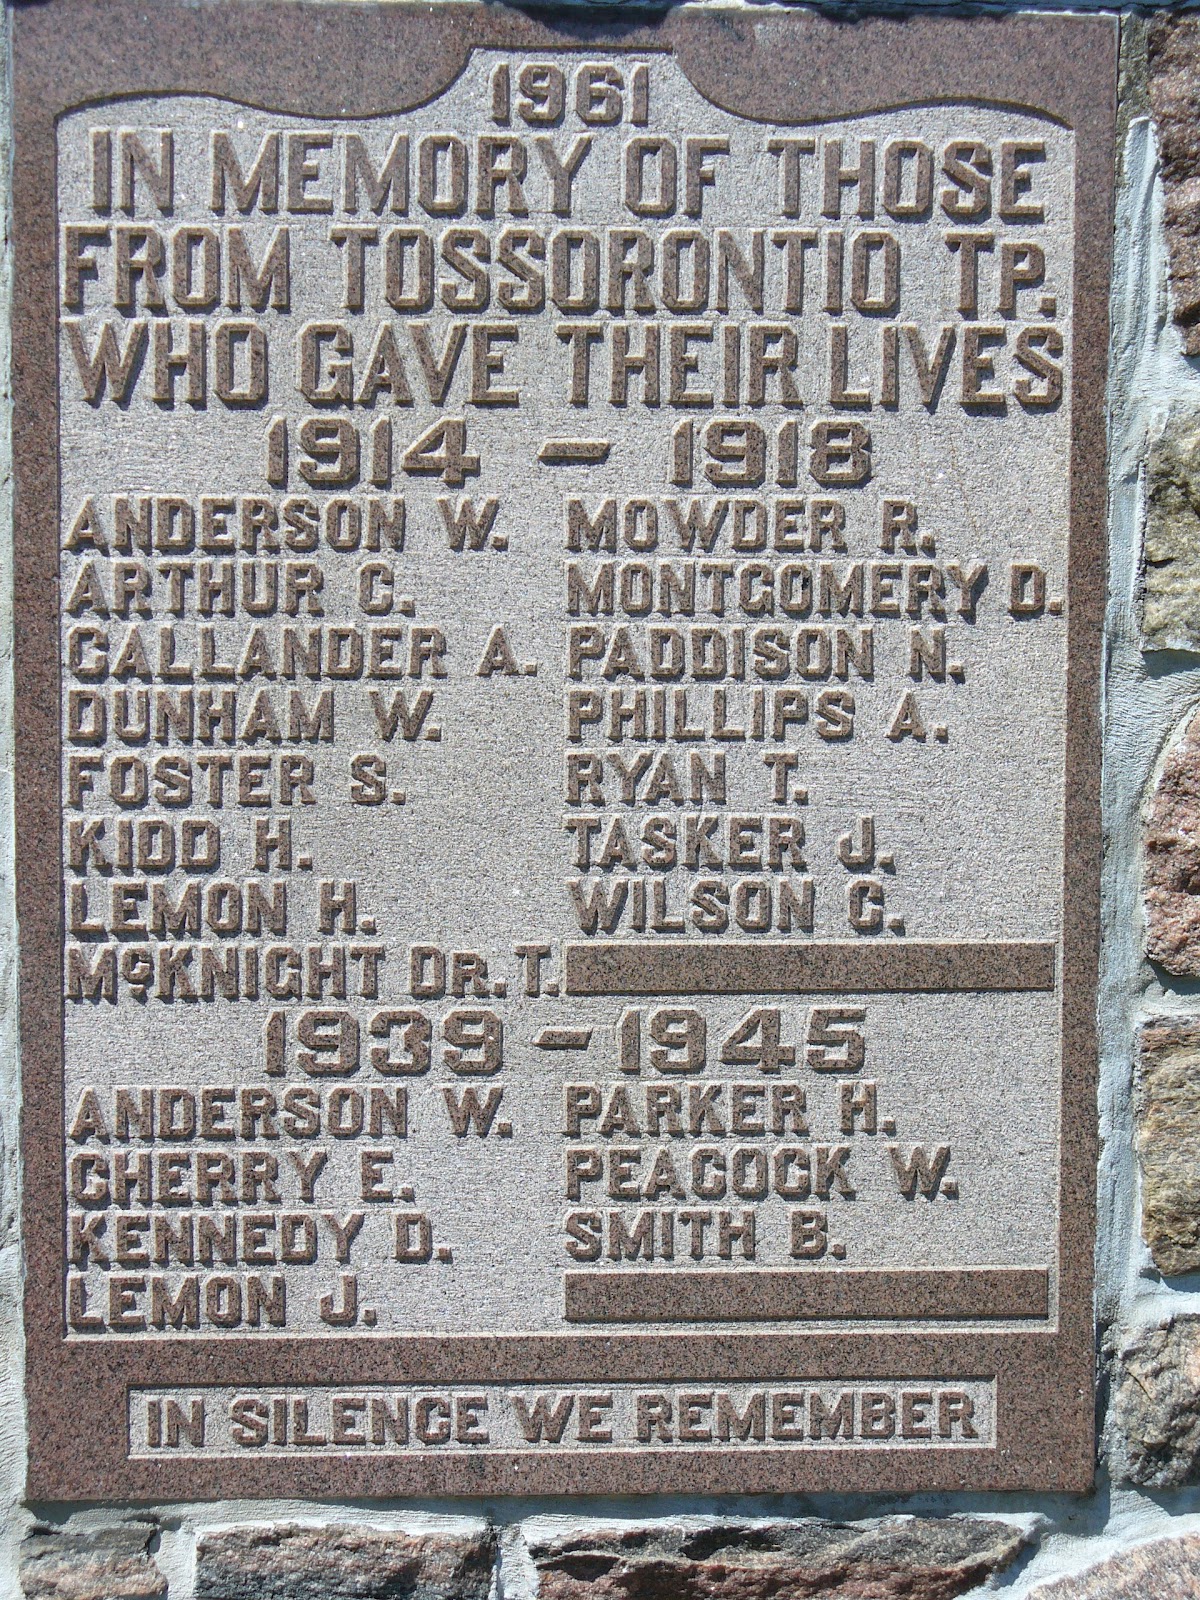 1961
IN MEMORY OF THOSE
FROM TOSSORONTIO TP.
WHO GAVE THEIR LIVES
1914 – 1918
ANDERSON W. MOWDER R.
ARTHUR C. MONTGOMERY D.
CALLANDER A. PADDISON N.
DUNHAM W. PHILLIPS A.
FOSTER S. RYAN T.
KIDD H. TASKER J.
LEMON H. WILSON C.
McKNIGHT DR. T.
1939 – 1945
ANDERSON W. PARKER H.
CHERRY E. PEACOCK W.
KENNEDY D. SMITH B.
LEMON J.
IN SILENCE WE REMEMBER